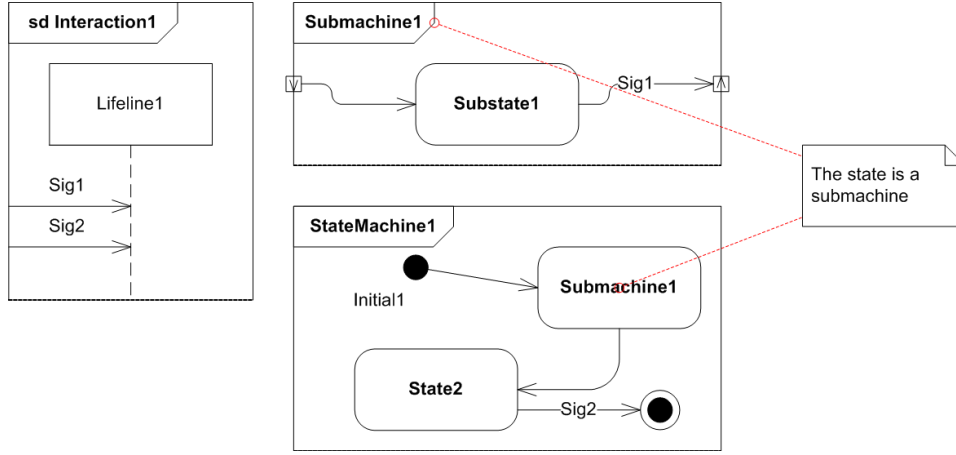 sd Interaction1
Lifeline1
Sig1
Sig2
Submachine1
Substate1
Sig1
The state is a
submachine
StateMachine1
Initial1
Submachine1
State2
Sig2